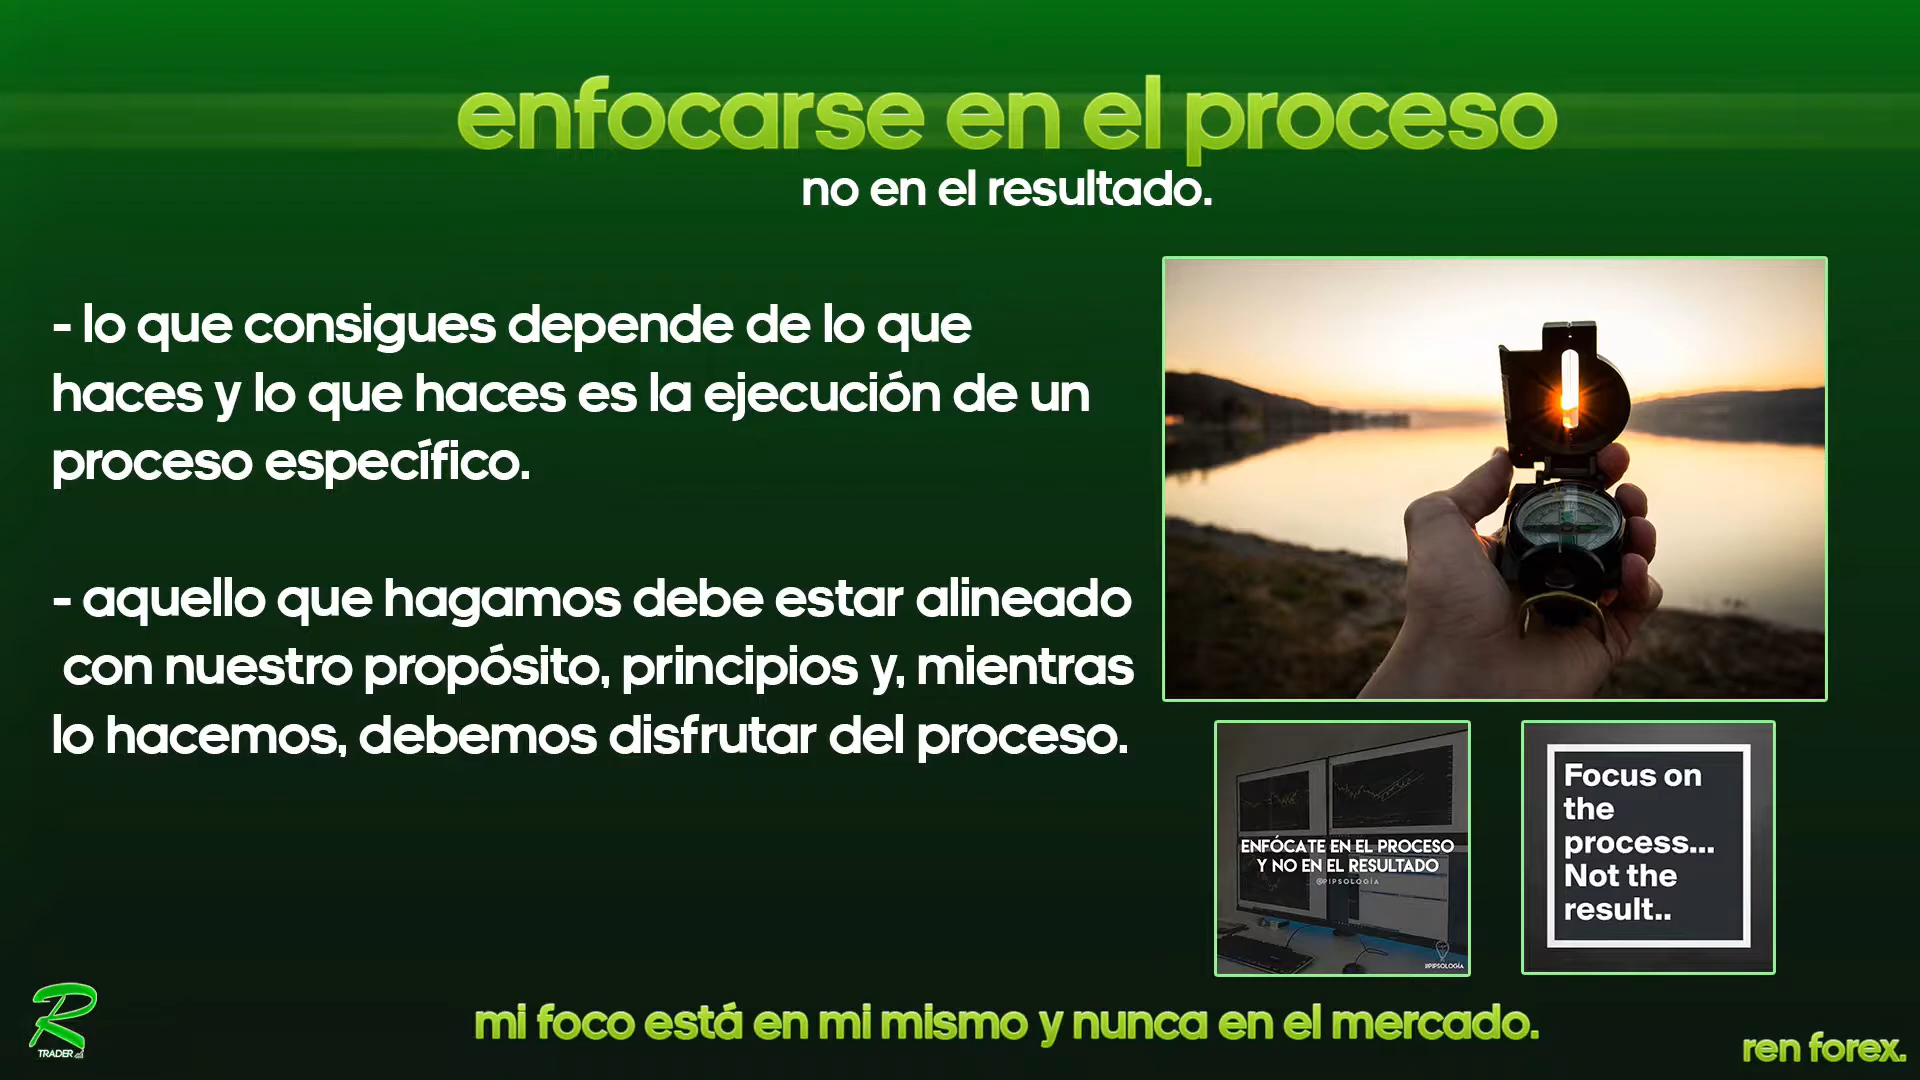 enfocarse en el proceso
no en el resultado.
- lo que consigues depende de lo que
haces y lo que haces es la ejecución de un
proceso específico.
- aquello que hagamos debe estar alineado
con nuestro propósito, principios y, mientras
lo hacemos, debemos disfrutar del proceso.
ENFÓCATE EN EL PROCESO
Y NO EN EL RESULTADO
@PIPSOLOGÍA
#PIPSOLOGÍA
Focus on
the
process...
Not the
result..
mi foco está en mi mismo y nunca en el mercado.
R
TRADER
ren forex.